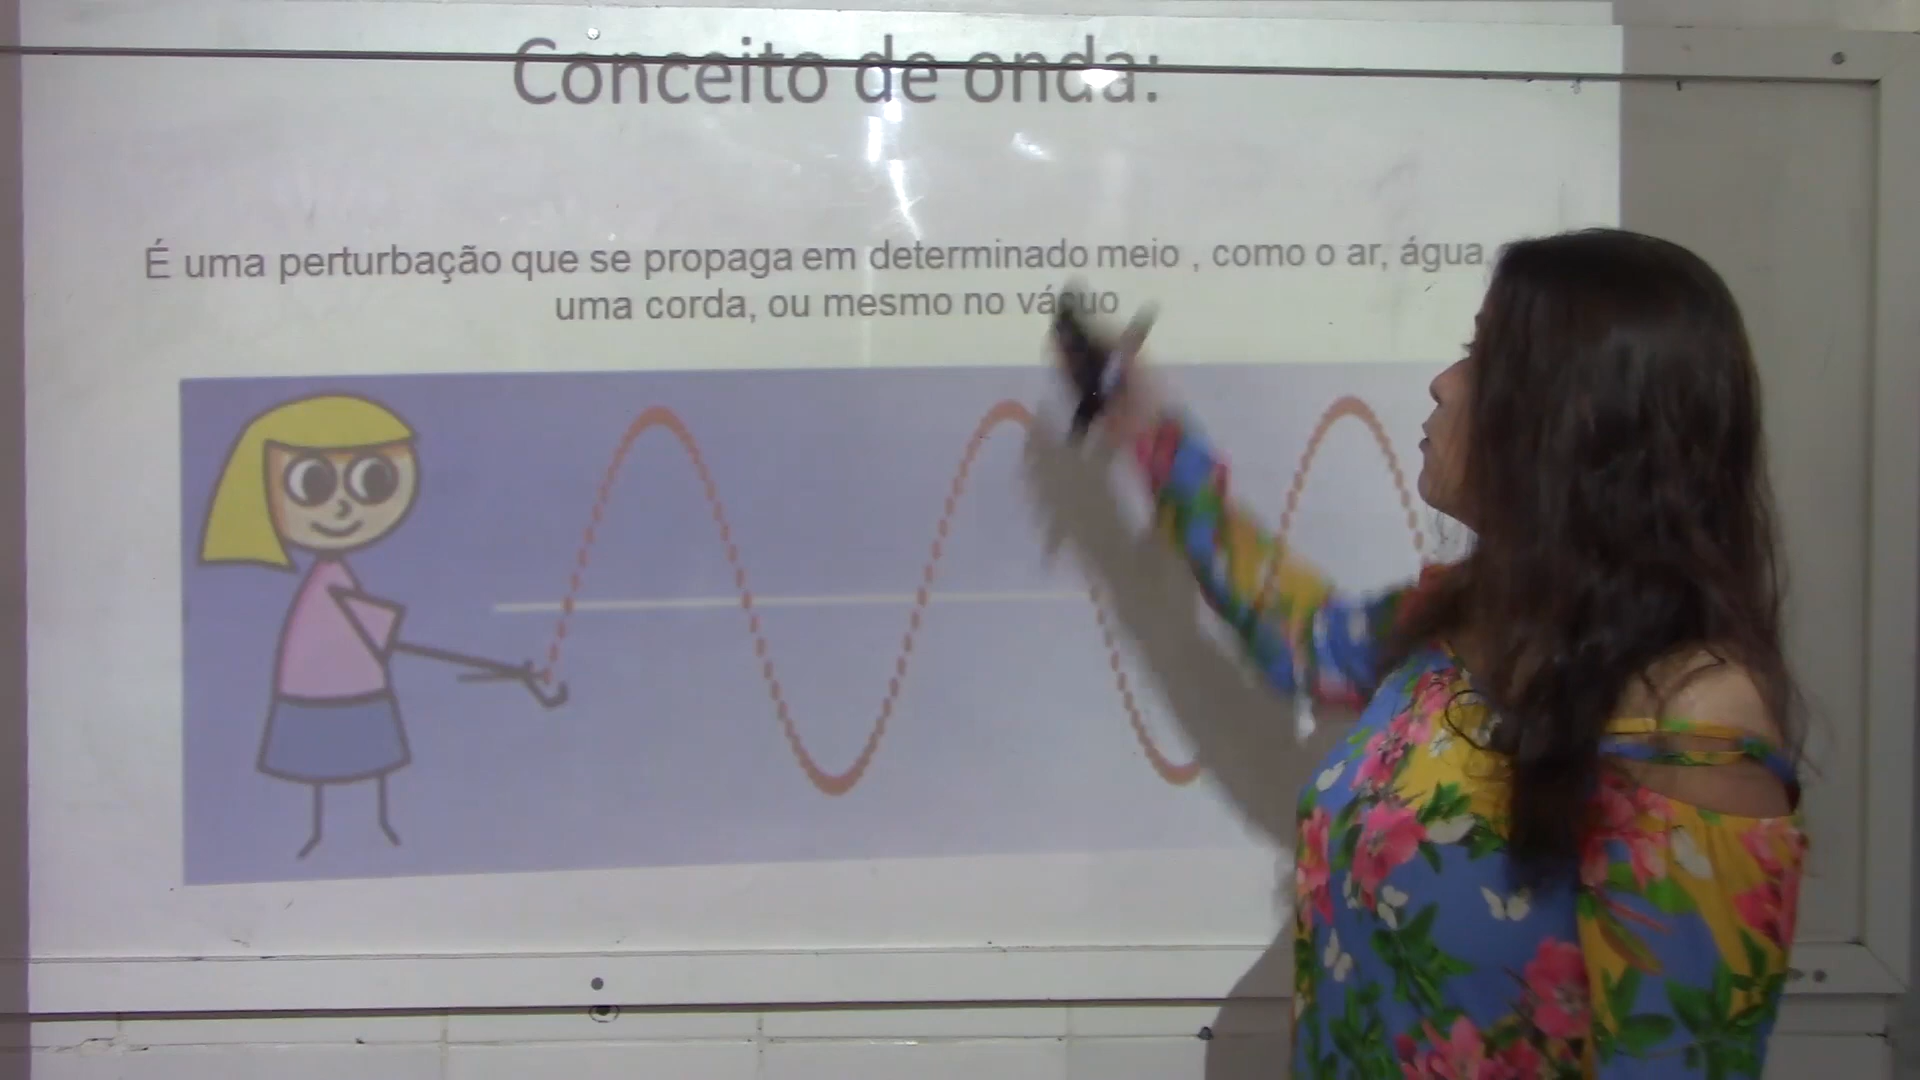 Conceito de onda:
É uma perturbação que se propaga em determinado meio , como o ar, água
uma corda, ou mesmo no vácuo